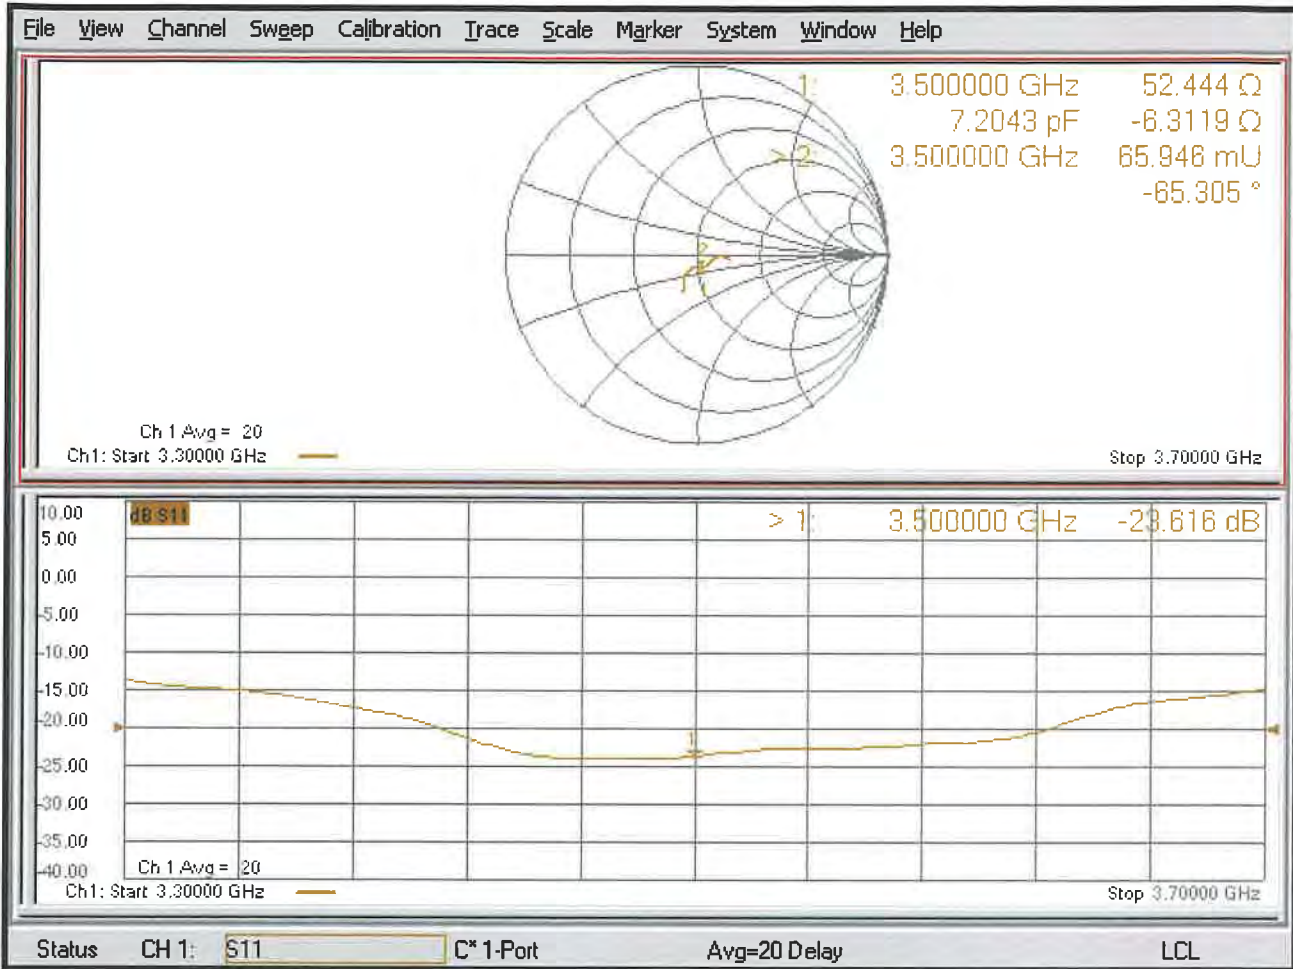 File View Channel Sweep Calibration Trace Scale Marker System Window Help
1: 3.500000 GHz 52.444 Ω
7.2043 pF -6.3119 Ω
> 2: 3.500000 GHz 65.946 mU
-65.305 °
2
1
Ch 1 Avg = 20
Ch1: Start 3.30000 GHz
Stop 3.70000 GHz
10.00
dB S11
> 1: 3.500000 GHz -23.616 dB
5.00
0.00
-5.00
-10.00
-15.00
-20.00
1
-25.00
-30.00
-35.00
-40.00
Ch 1 Avg = 20
Ch1: Start 3.30000 GHz
Stop 3.70000 GHz
Status CH 1: S11 C* 1-Port Avg=20 Delay LCL